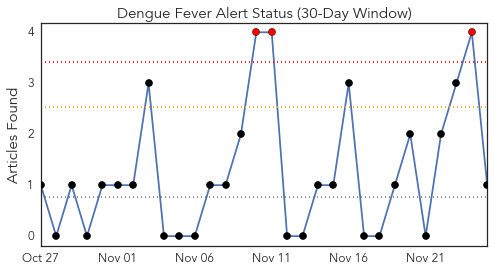 Dengue Fever Alert Status (30-Day Window)
Articles Found
4
3
2
1
0
Oct 27
Nov 01
Nov 06
Nov 11
Nov 16
Nov 21